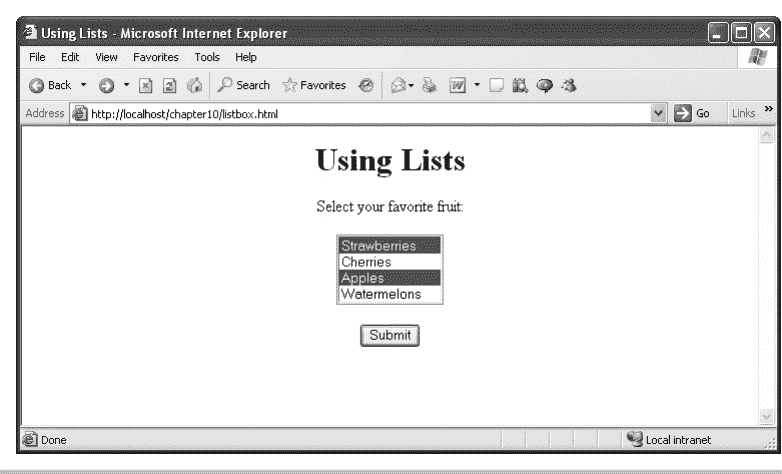 Using Lists - Microsoft Internet Explorer
File Edit View Favorites Tools Help
Back Search Favorites W
Address http://localhost/chapter10/listbox.html Go Links »
Using Lists
Select your favorite fruit:
Strawberries
Cherries
Apples
Watermelons
Submit
Done Local intranet